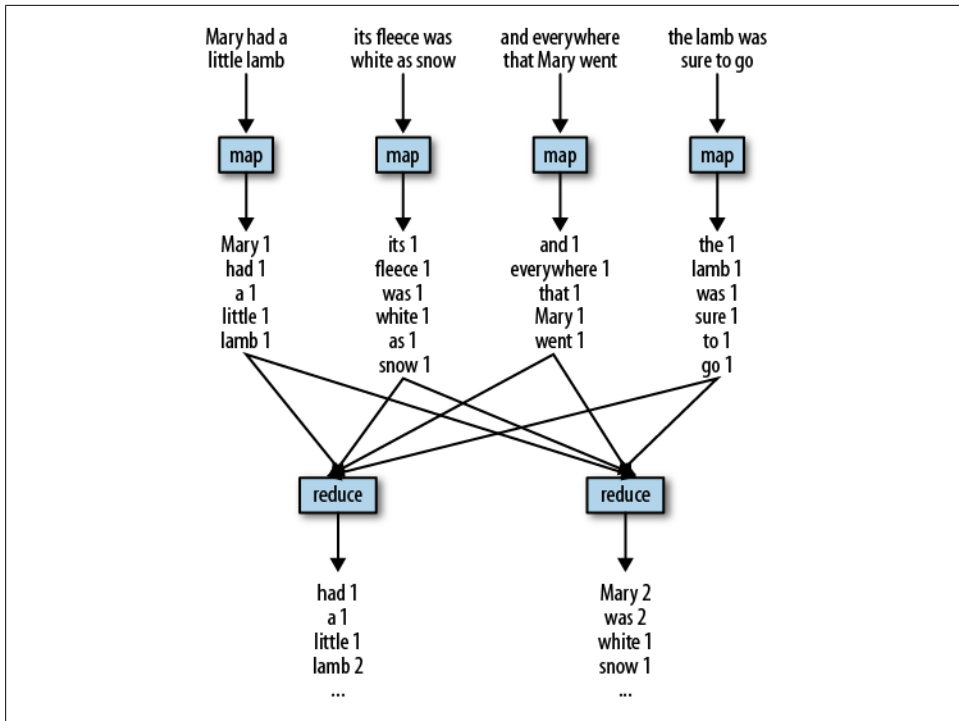 Mary had a
little lamb
its fleece was
white as snow
and everywhere
that Mary went
the lamb was
sure to go
map
map
map
map
Mary 1
had 1
a 1
little 1
lamb 1
its 1
fleece 1
was 1
white 1
as 1
snow 1
and 1
everywhere 1
that 1
Mary 1
went 1
the 1
lamb 1
was 1
sure 1
to 1
go 1
reduce
reduce
had 1
a 1
little 1
lamb 2
...
Mary 2
was 2
white 1
snow 1
...